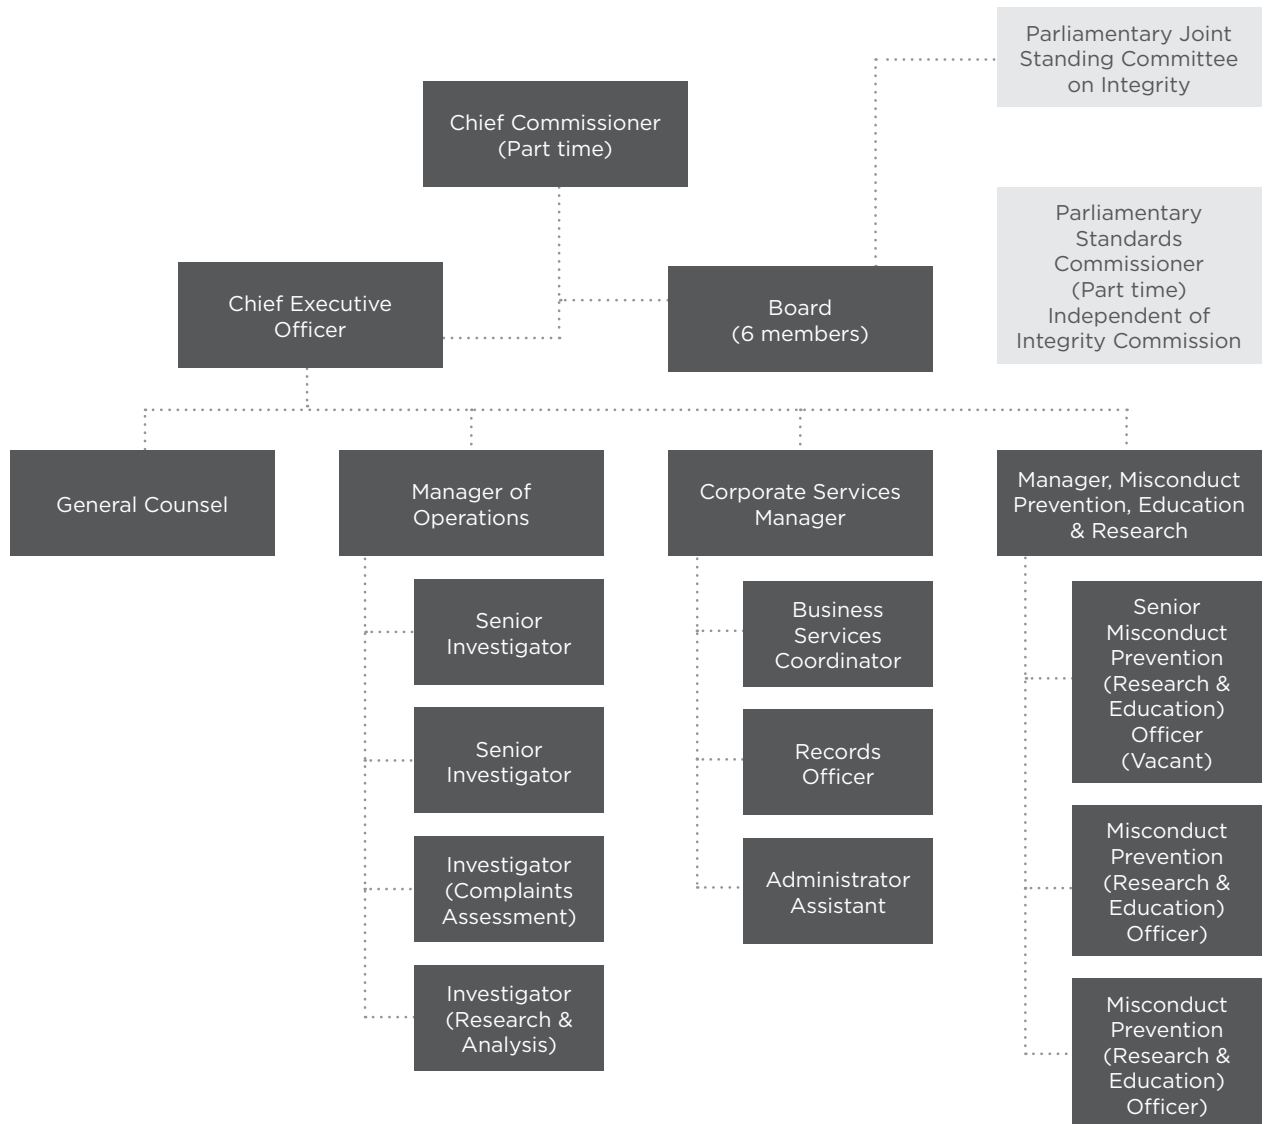 Parliamentary Joint
Standing Committee
on Integrity
Chief Commissioner
(Part time)
Parliamentary
Standards
Commissioner
(Part time)
Independent of
Integrity Commission
Chief Executive
Officer
Board
(6 members)
General Counsel
Manager of
Operations
Corporate Services
Manager
Manager, Misconduct
Prevention, Education
& Research
Senior
Investigator
Senior
Investigator
Investigator
(Complaints
Assessment)
Investigator
(Research &
Analysis)
Business
Services
Coordinator
Records
Officer
Administrator
Assistant
Senior
Misconduct
Prevention
(Research &
Education)
Officer
(Vacant)
Misconduct
Prevention
(Research &
Education)
Officer)
Misconduct
Prevention
(Research &
Education)
Officer)